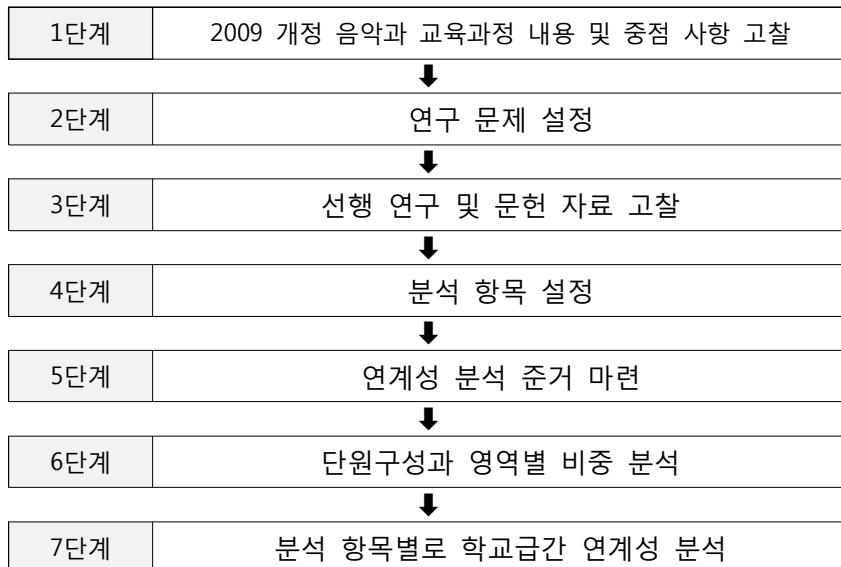 1단계 2009 개정 음악과 교육과정 내용 및 중점 사항 고찰
2단계 연구 문제 설정
3단계 선행 연구 및 문헌 자료 고찰
4단계 분석 항목 설정
5단계 연계성 분석 준거 마련
6단계 단원구성과 영역별 비중 분석
7단계 분석 항목별로 학교급간 연계성 분석